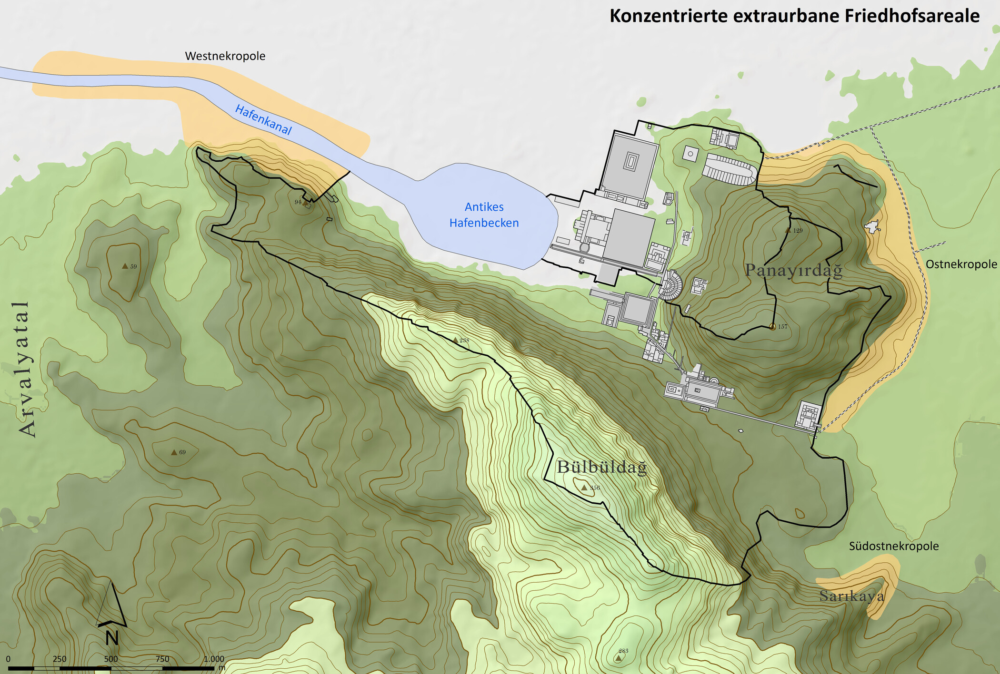 Konzentrierte extraurbane Friedhofsareale
Westnekropole
Hafenkanal
Antikes
Hafenbecken
94
129
59
Panayırdağ
Ostnekropole
157
238
Arvalyatal
69
Bülbüldağ
356
Südostnekropole
Sarıkaya
N
283
0 250 500 750 1.000
m